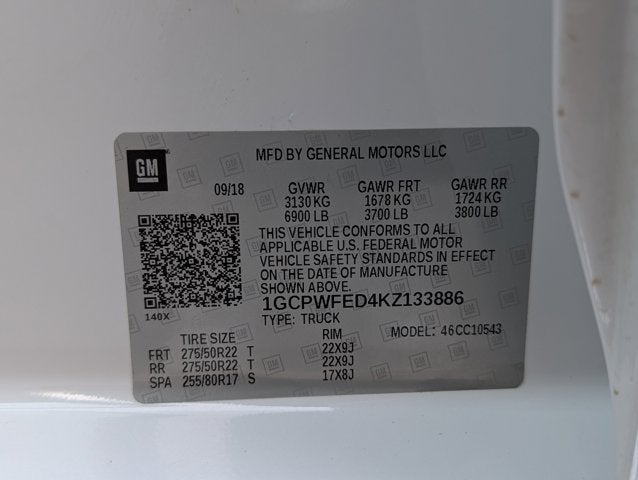 GM
MFD BY GENERAL MOTORS LLC
09/18 GVWR GAWR FRT GAWR RR
3130 KG 1678 KG 1724 KG
6900 LB 3700 LB 3800 LB
THIS VEHICLE CONFORMS TO ALL
APPLICABLE U.S. FEDERAL MOTOR
VEHICLE SAFETY STANDARDS IN EFFECT
ON THE DATE OF MANUFACTURE
SHOWN ABOVE.
140X
1GCPWFED4KZ133886
TYPE: TRUCK MODEL: 46CC10543
TIRE SIZE RIM
FRT 275/50R22 T 22X9J
RR 275/50R22 T 22X9J
SPA 255/80R17 S 17X8J